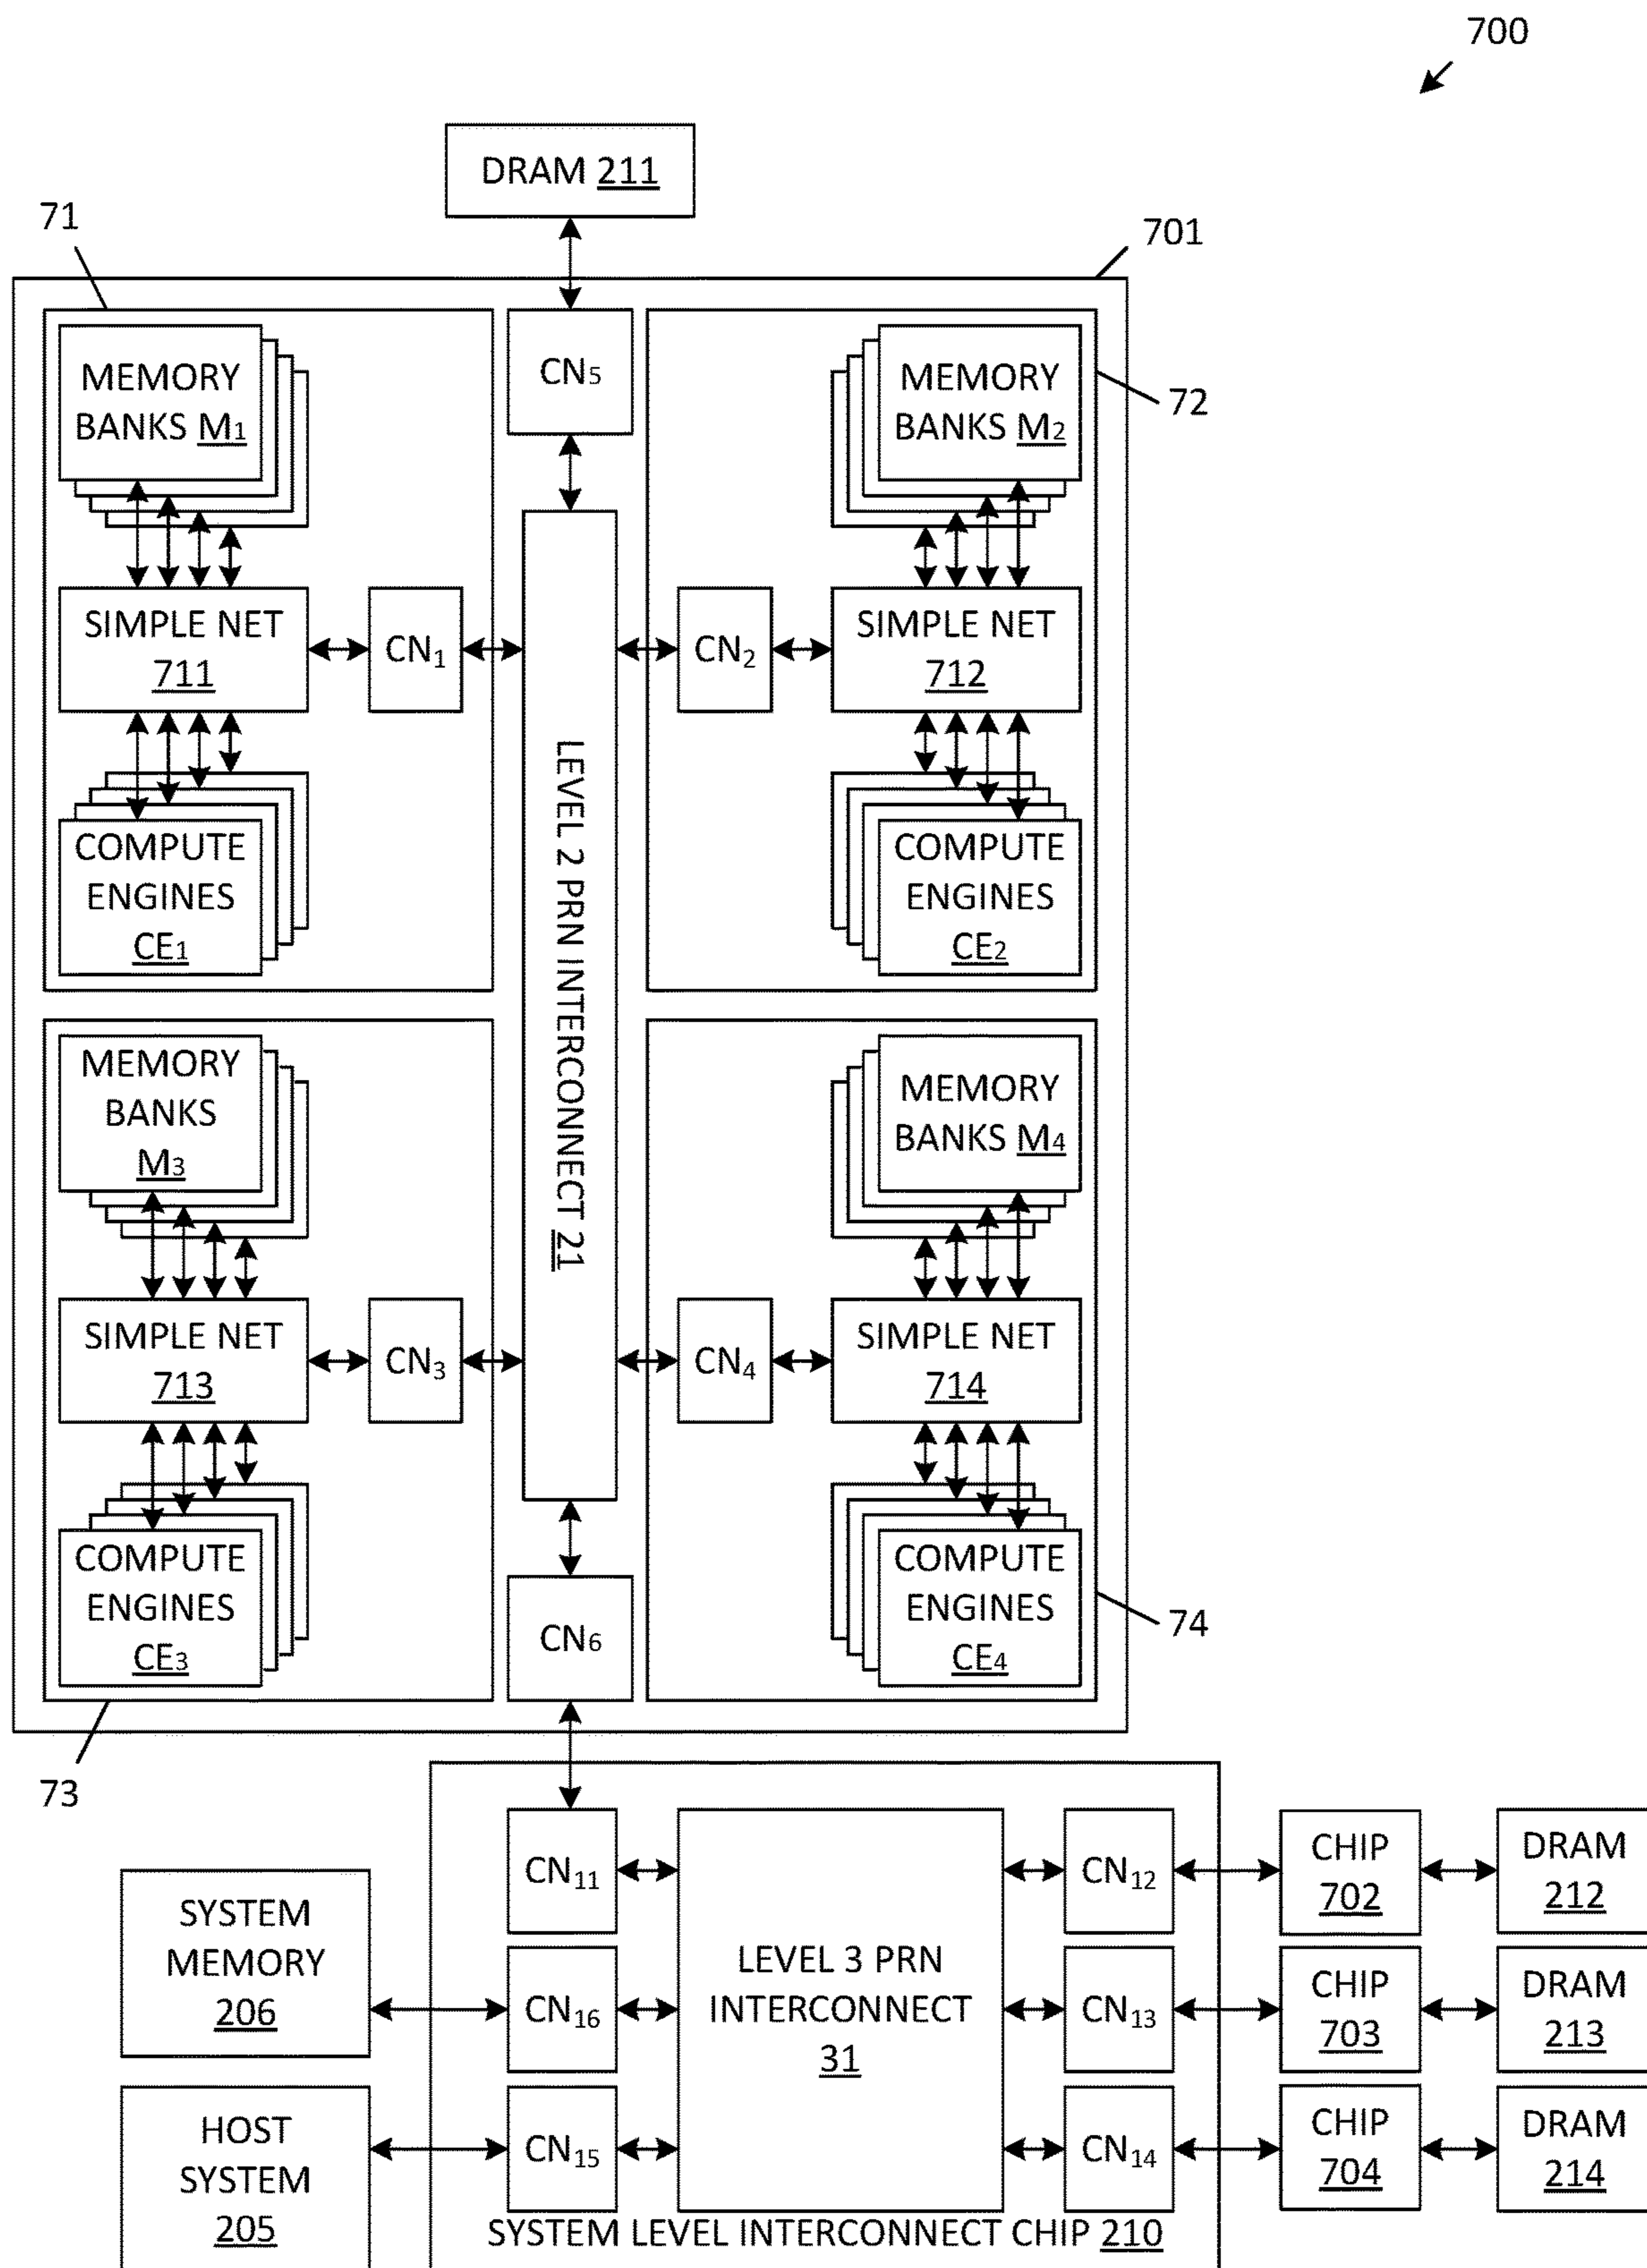 700
DRAM 211
71
701
MEMORY
BANKS M1
CN5
MEMORY
BANKS M2
72
SIMPLE NET
711
CN1
CN2
SIMPLE NET
712
LEVEL 2 PRN INTERCONNECT 21
COMPUTE
ENGINES
CE1
COMPUTE
ENGINES
CE2
MEMORY
BANKS
M3
MEMORY
BANKS M4
SIMPLE NET
713
CN3
CN4
SIMPLE NET
714
COMPUTE
ENGINES
CE3
CN6
COMPUTE
ENGINES
CE4
74
73
CN11
CN12
CHIP
702
DRAM
212
SYSTEM
MEMORY
206
CN16
LEVEL 3 PRN
INTERCONNECT
31
CN13
CHIP
703
DRAM
213
HOST
SYSTEM
205
CN15
CN14
CHIP
704
DRAM
214
SYSTEM LEVEL INTERCONNECT CHIP 210